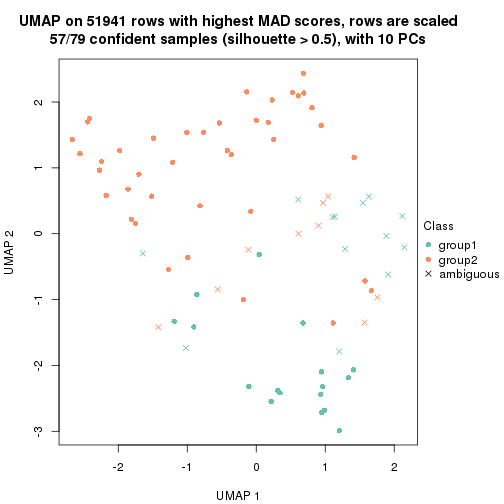 UMAP on 51941 rows with highest MAD scores, rows are scaled
57/79 confident samples (silhouette > 0.5), with 10 PCs
2
1
0
-1
-2
-3
UMAP 2
-2
-1
0
1
2
UMAP 1
Class
group1
group2
ambiguous